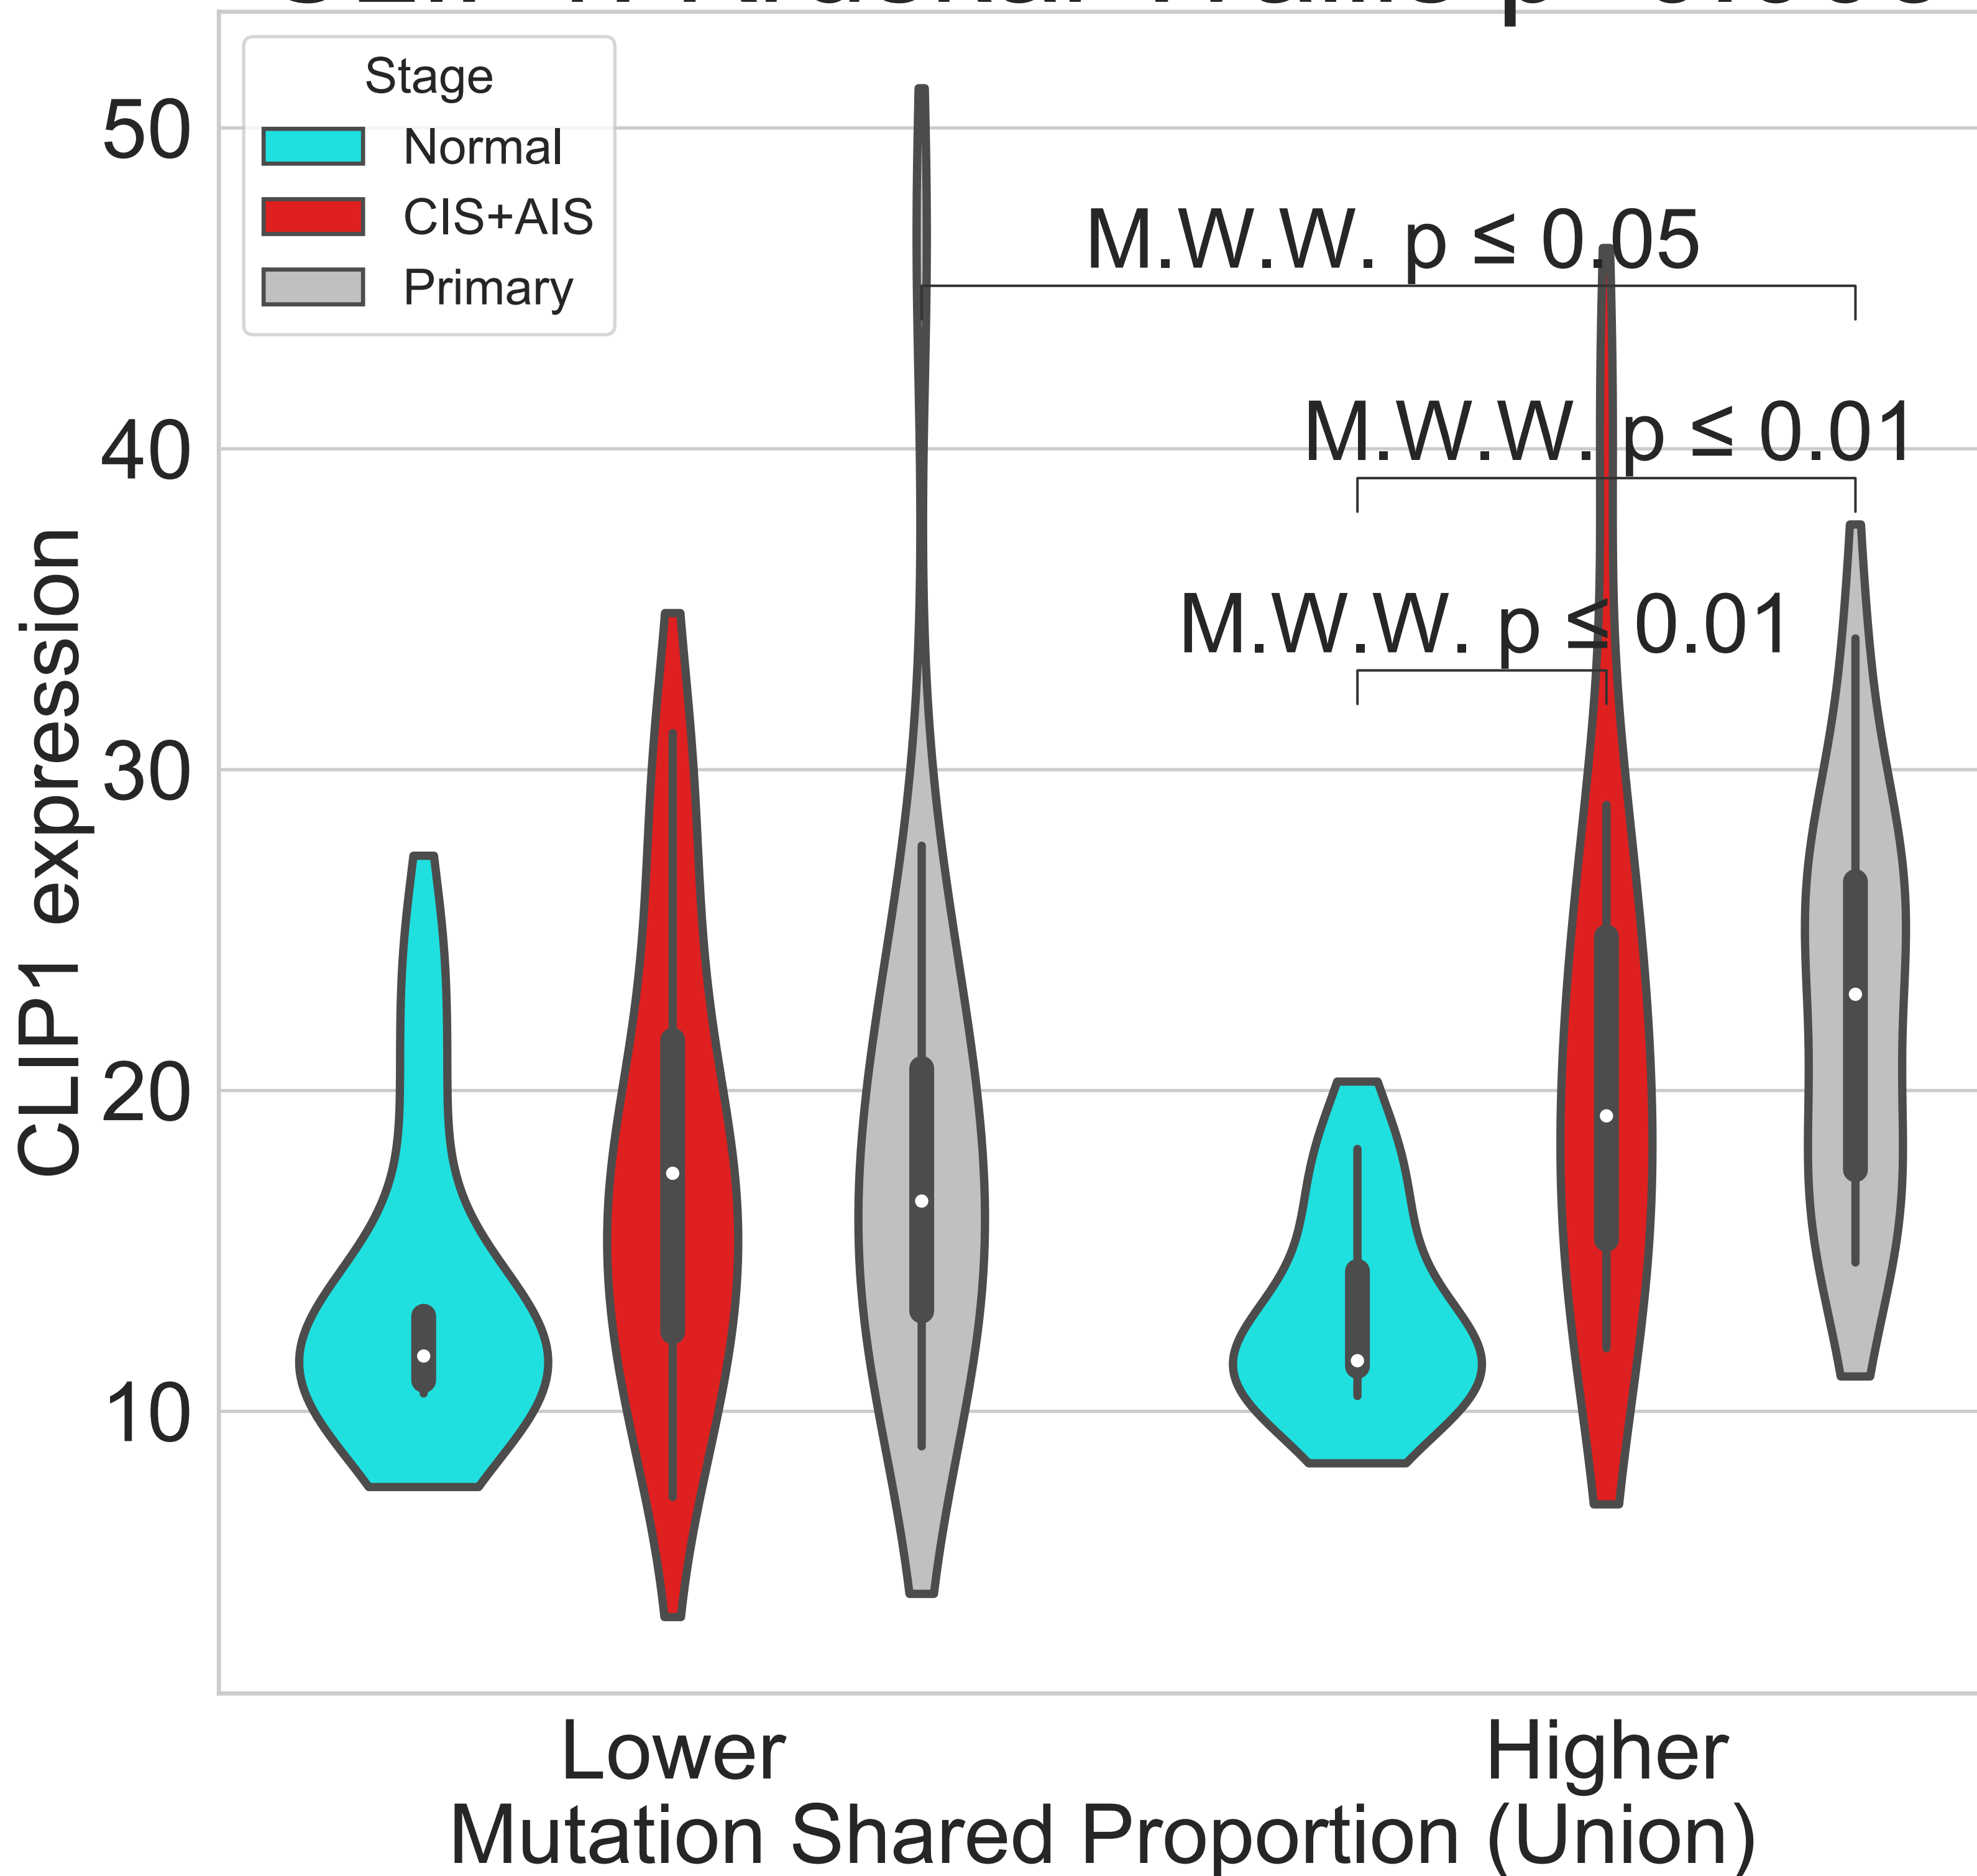 Stage
Normal
CIS+AIS
Primary
50
40
30
20
10
CLIP1 expression
M.W.W. p ≤ 0.05
M.W.W. p ≤ 0.01
M.W.W. p ≤ 0.01
Lower
Higher
Mutation Shared Proportion (Union)